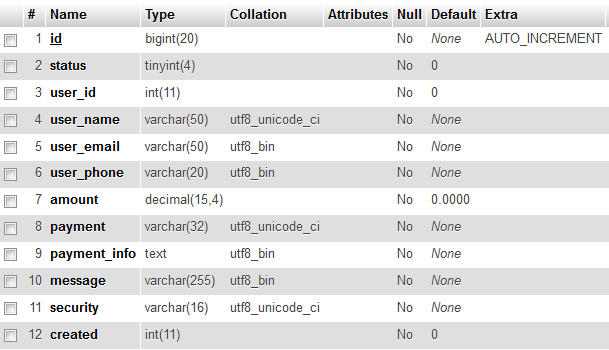 # Name Type Collation Attributes Null Default Extra
1 id bigint(20) No None AUTO_INCREMENT
2 status tinyint(4) No 0
3 user_id int(11) No 0
4 user_name varchar(50) utf8_unicode_ci No None
5 user_email varchar(50) utf8_bin No None
6 user_phone varchar(20) utf8_bin No None
7 amount decimal(15,4) No 0.0000
8 payment varchar(32) utf8_unicode_ci No None
9 payment_info text utf8_bin No None
10 message varchar(255) utf8_bin No None
11 security varchar(16) utf8_unicode_ci No None
12 created int(11) No 0